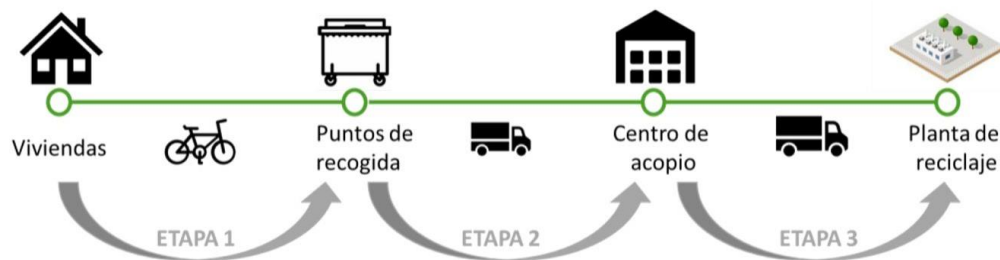 Viviendas
Puntos de
recogida
Centro de
acopio
Planta de
reciclaje
ETAPA 1
ETAPA 2
ETAPA 3